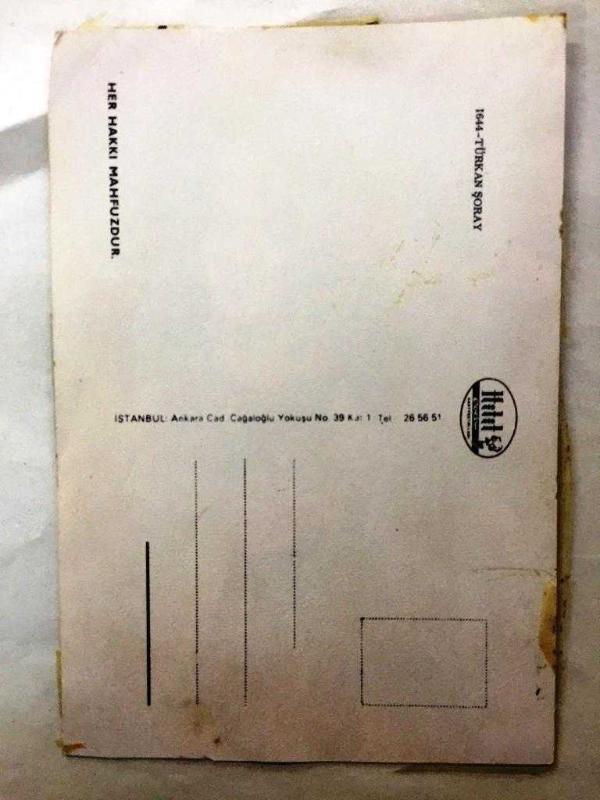 1644-TÜRKAN ŞORAY
HER HAKKI MAHFUZDUR.
İSTANBUL: Ankara Cad. Cağaloğlu Yokuşu No. 39 Kat 1 Tel 26 56 51